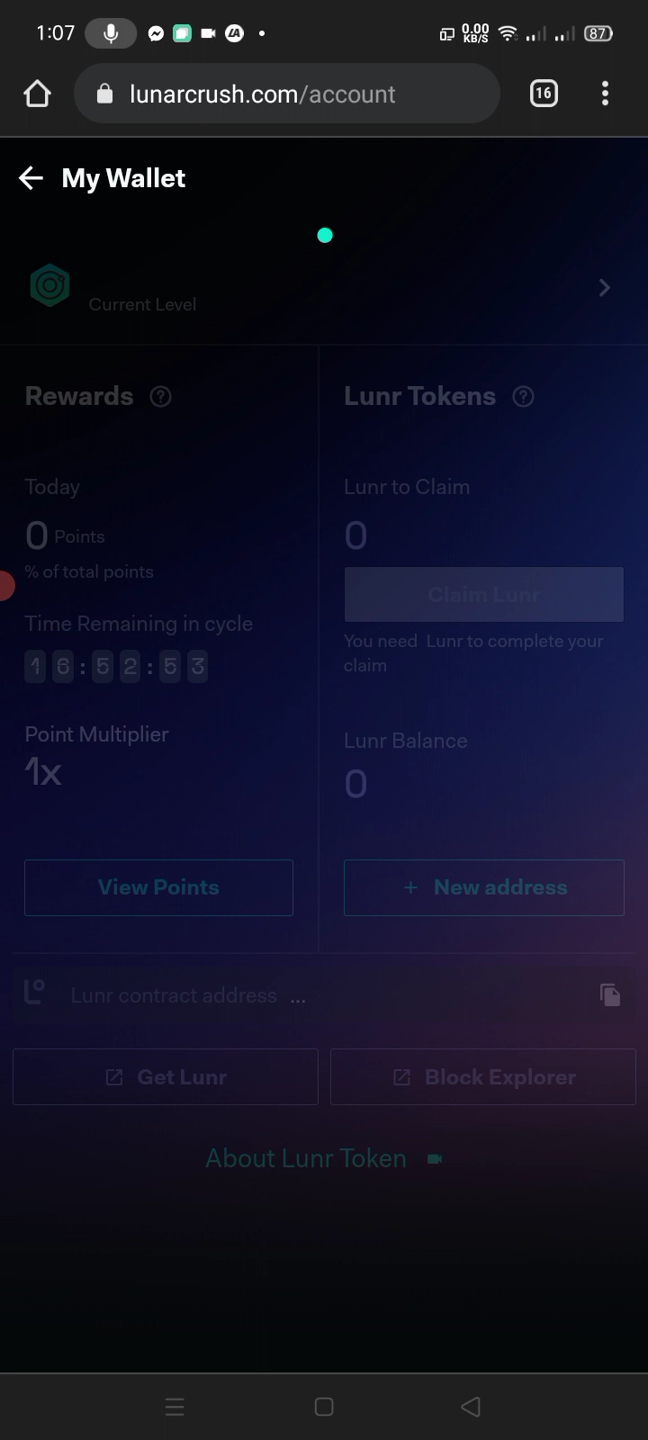 1:07
0.00
KB/S
87
lunarcrush.com/account
16
My Wallet
Current Level
Rewards
Lunr Tokens
Today
Lunr to Claim
0 Points
0
% of total points
Claim Lunr
Time Remaining in cycle
You need Lunr to complete your
claim
16:52:53
Point Multiplier
Lunr Balance
1x
0
View Points
+ New address
Lunr contract address ...
Get Lunr
Block Explorer
About Lunr Token